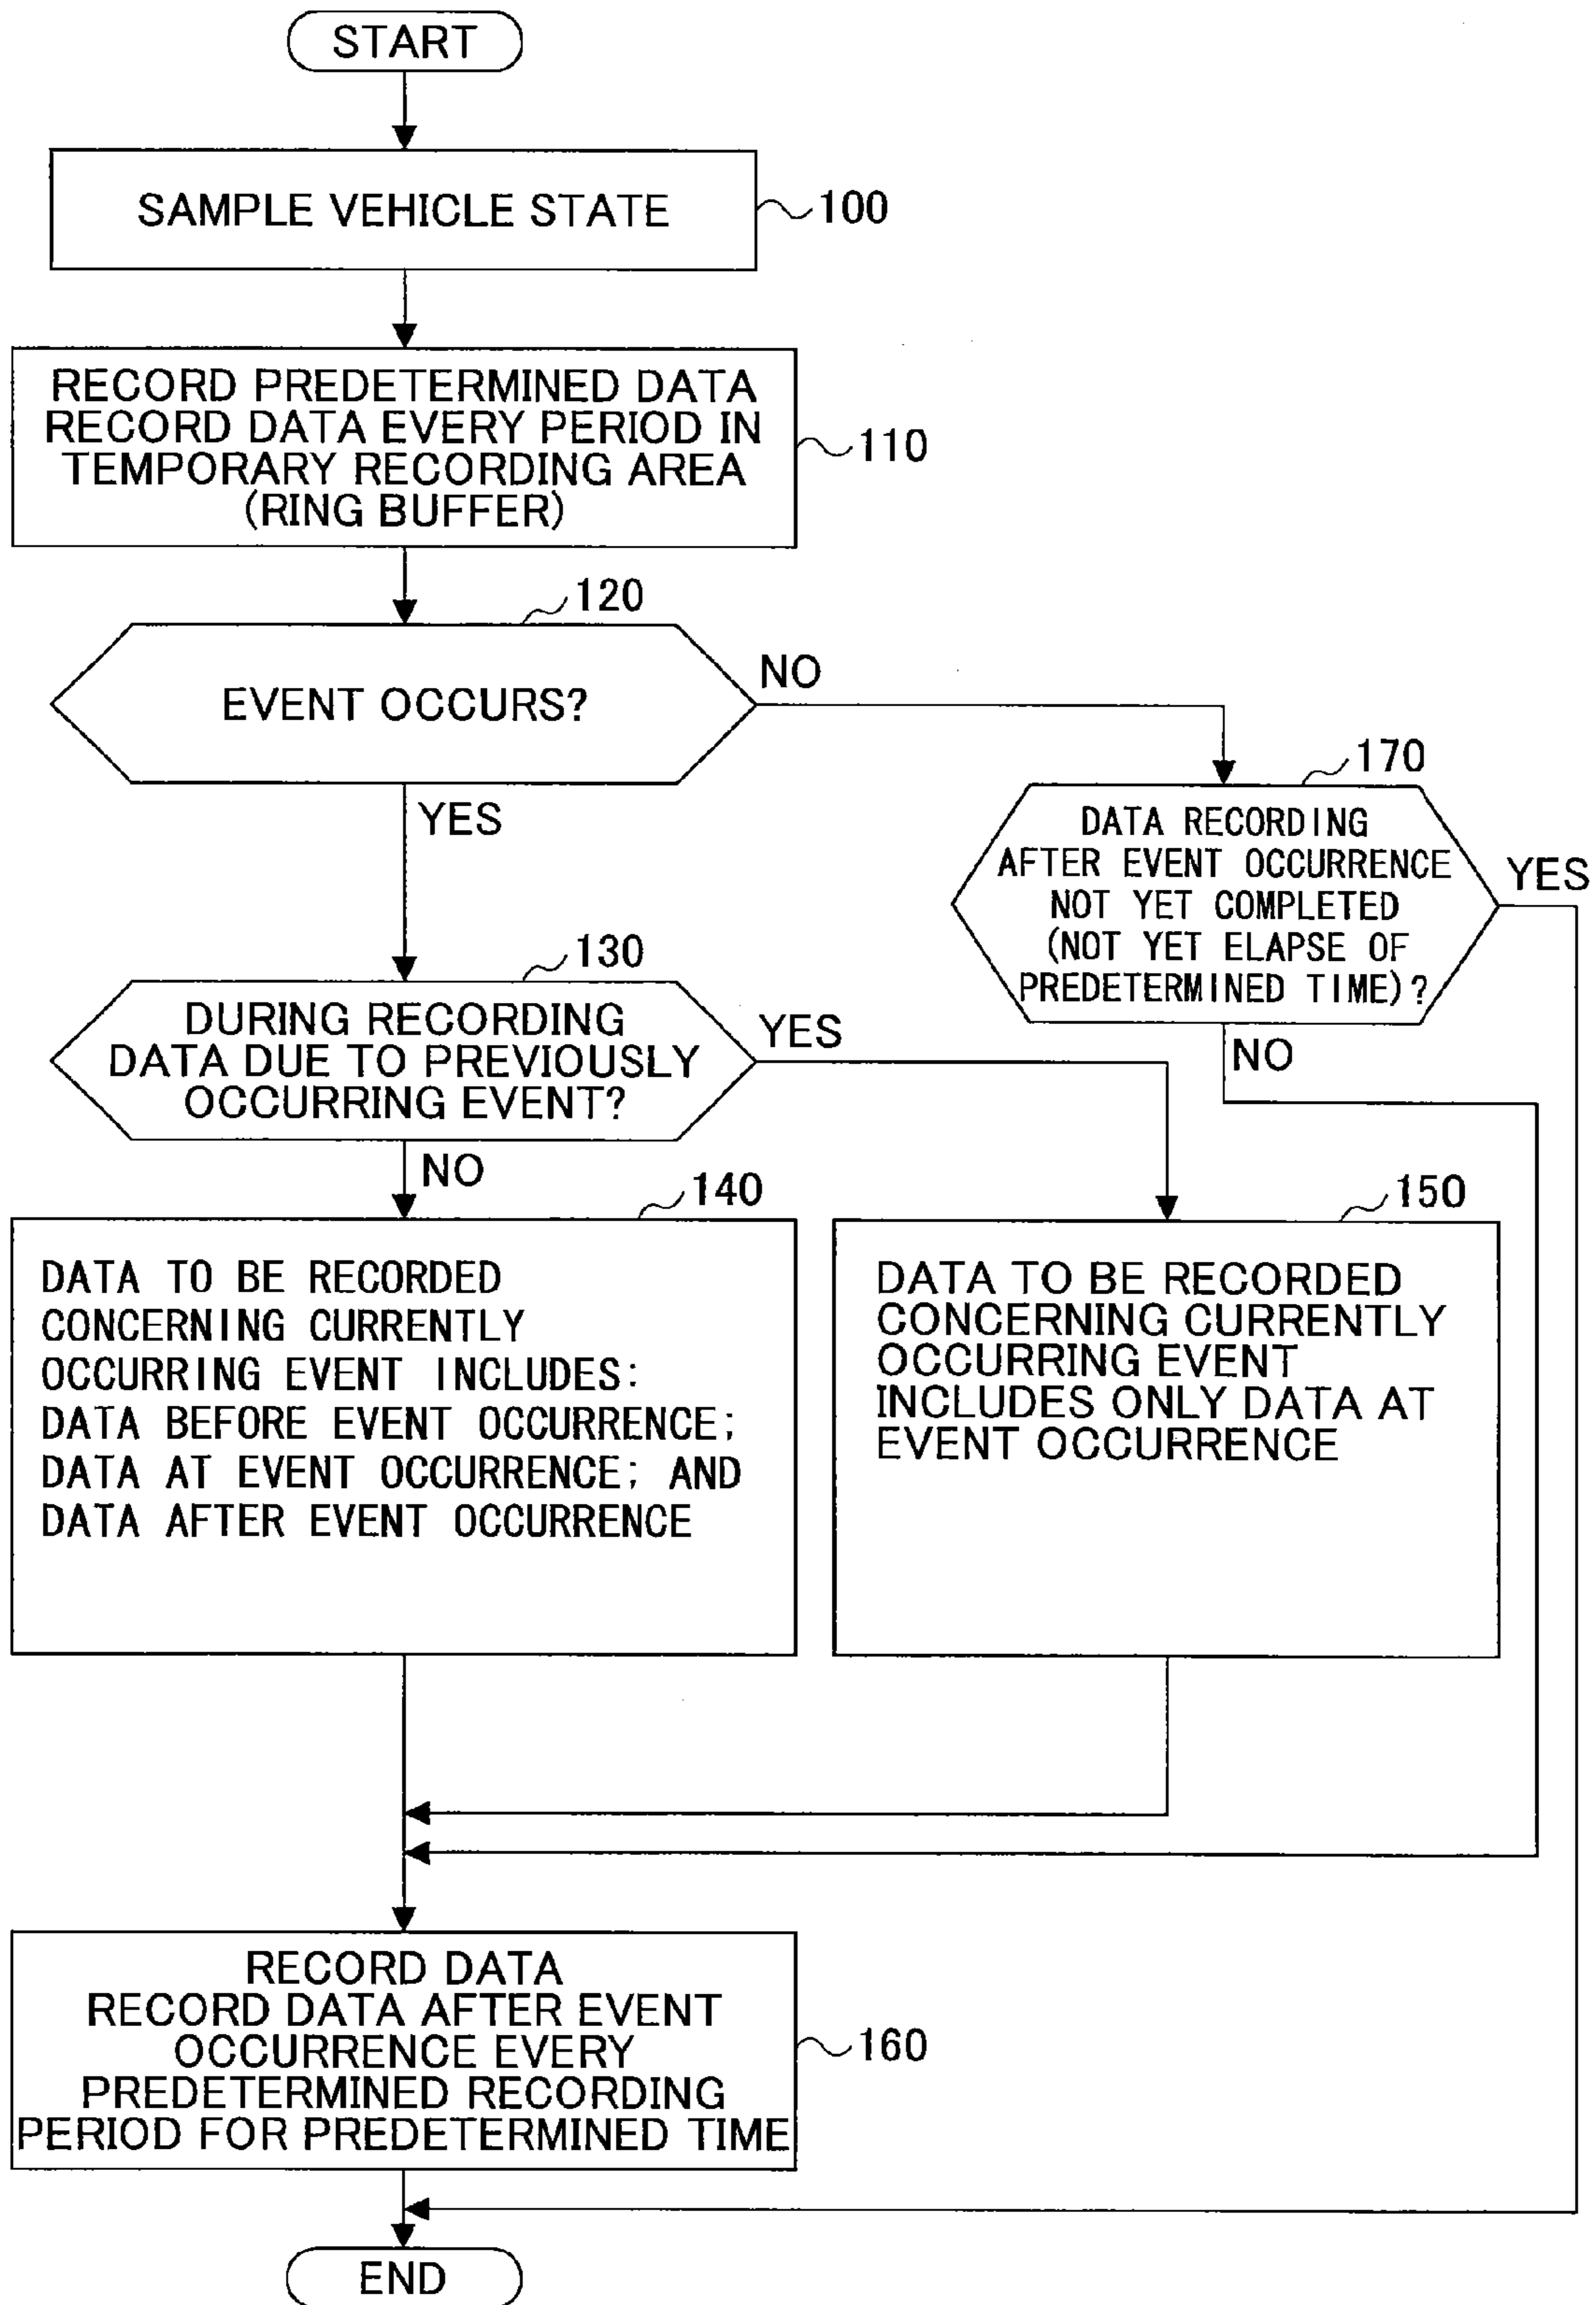 START
SAMPLE VEHICLE STATE
100
RECORD PREDETERMINED DATA
RECORD DATA EVERY PERIOD IN
TEMPORARY RECORDING AREA
(RING BUFFER)
110
120
EVENT OCCURS?
NO
YES
170
DATA RECORDING
AFTER EVENT OCCURRENCE
NOT YET COMPLETED
(NOT YET ELAPSE OF
PREDETERMINED TIME)?
YES
NO
130
DURING RECORDING
DATA DUE TO PREVIOUSLY
OCCURRING EVENT?
YES
NO
140
DATA TO BE RECORDED
CONCERNING CURRENTLY
OCCURRING EVENT INCLUDES:
DATA BEFORE EVENT OCCURRENCE;
DATA AT EVENT OCCURRENCE; AND
DATA AFTER EVENT OCCURRENCE
150
DATA TO BE RECORDED
CONCERNING CURRENTLY
OCCURRING EVENT
INCLUDES ONLY DATA AT
EVENT OCCURRENCE
RECORD DATA
RECORD DATA AFTER EVENT
OCCURRENCE EVERY
PREDETERMINED RECORDING
PERIOD FOR PREDETERMINED TIME
160
END